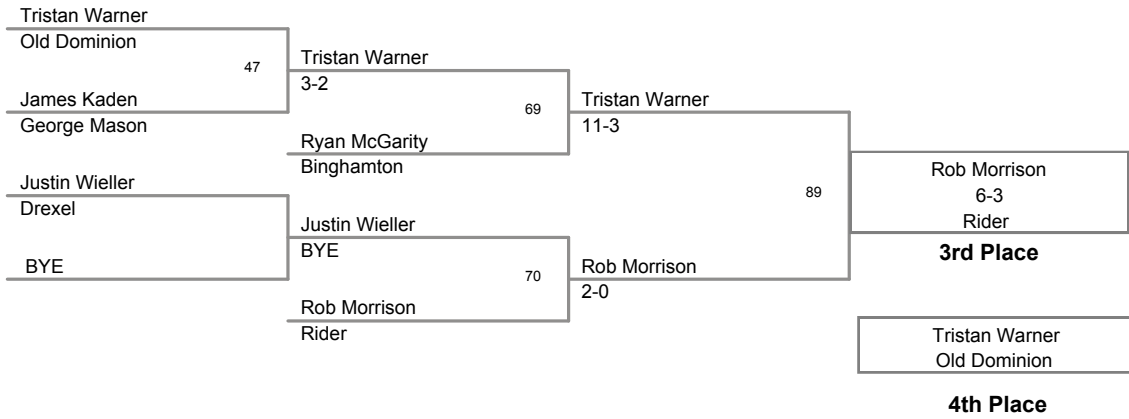 Tristan Warner
Old Dominion
47
James Kaden
George Mason
Justin Wieller
Drexel
BYE
Tristan Warner
3-2
69
Ryan McGarity
Binghamton
Justin Wieller
BYE
70
Rob Morrison
Rider
Tristan Warner
11-3
89
Rob Morrison
2-0
Rob Morrison
6-3
Rider
3rd Place
Tristan Warner
Old Dominion
4th Place